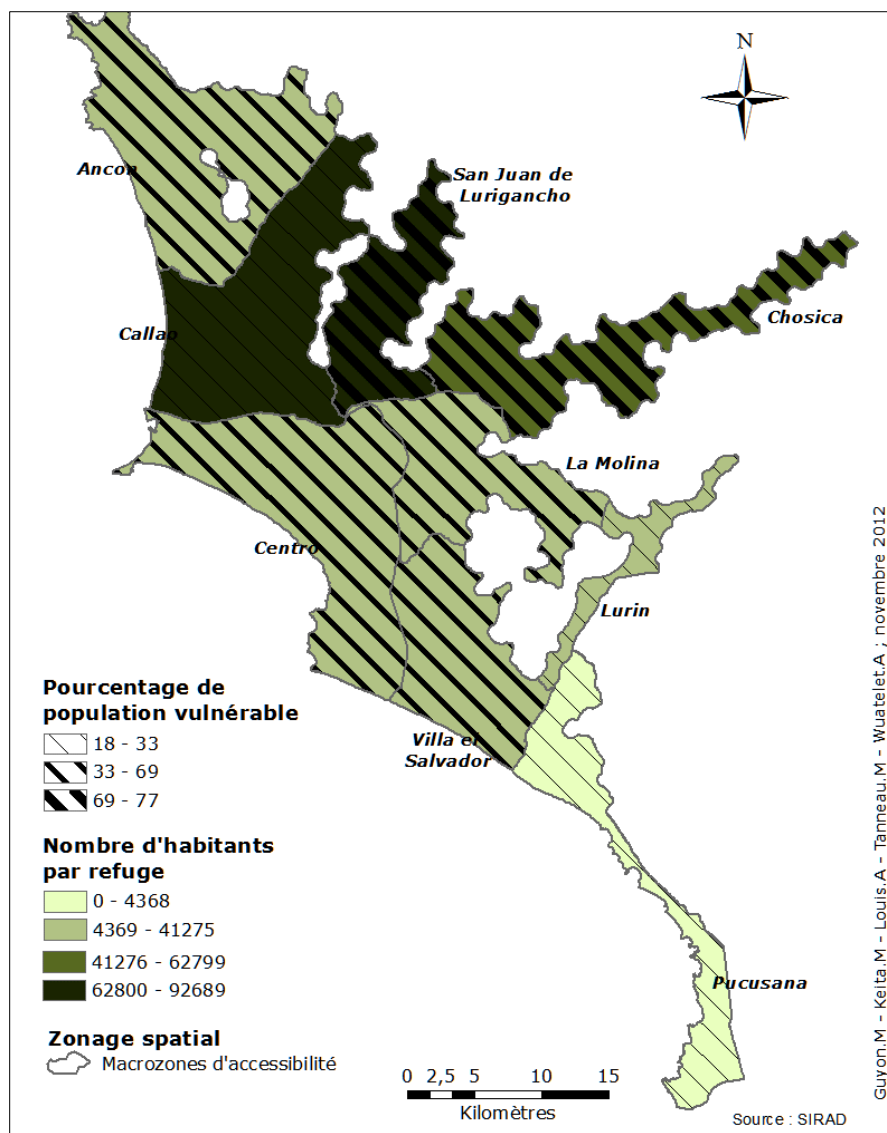 N
Ancon
San Juan de
Lurigancho
Chosica
Callao
La Molina
Centro
Lurin
Villa el
Salvador
Pucusana
Pourcentage de
population vulnérable
18 - 33
33 - 69
69 - 77
Nombre d'habitants
par refuge
0 - 4368
4369 - 41275
41276 - 62799
62800 - 92689
Zonage spatial
Macrozones d'accessibilité
0 2,5 5 10 15
Kilomètres
Source : SIRAD
Guyon.M - Keita.M - Louis.A - Tanneau.M - Wuatelet.A ; novembre 2012